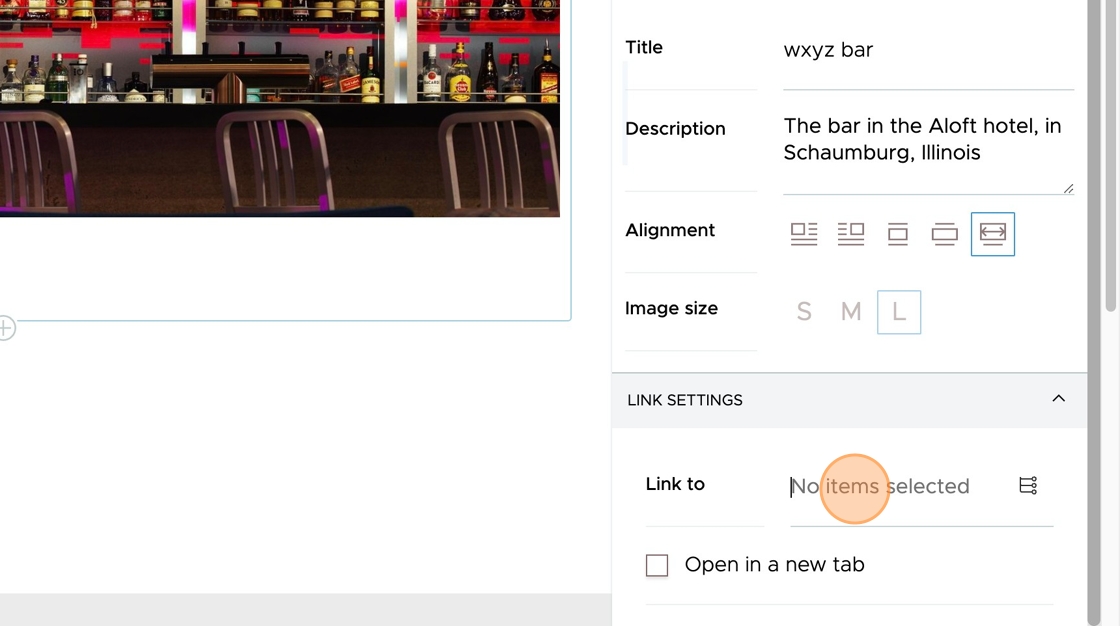 Title
wxyz bar
Description
The bar in the Aloft hotel, in
Schaumburg, Illinois
Alignment
Image size
S M L
LINK SETTINGS
Link to
No items selected
Open in a new tab